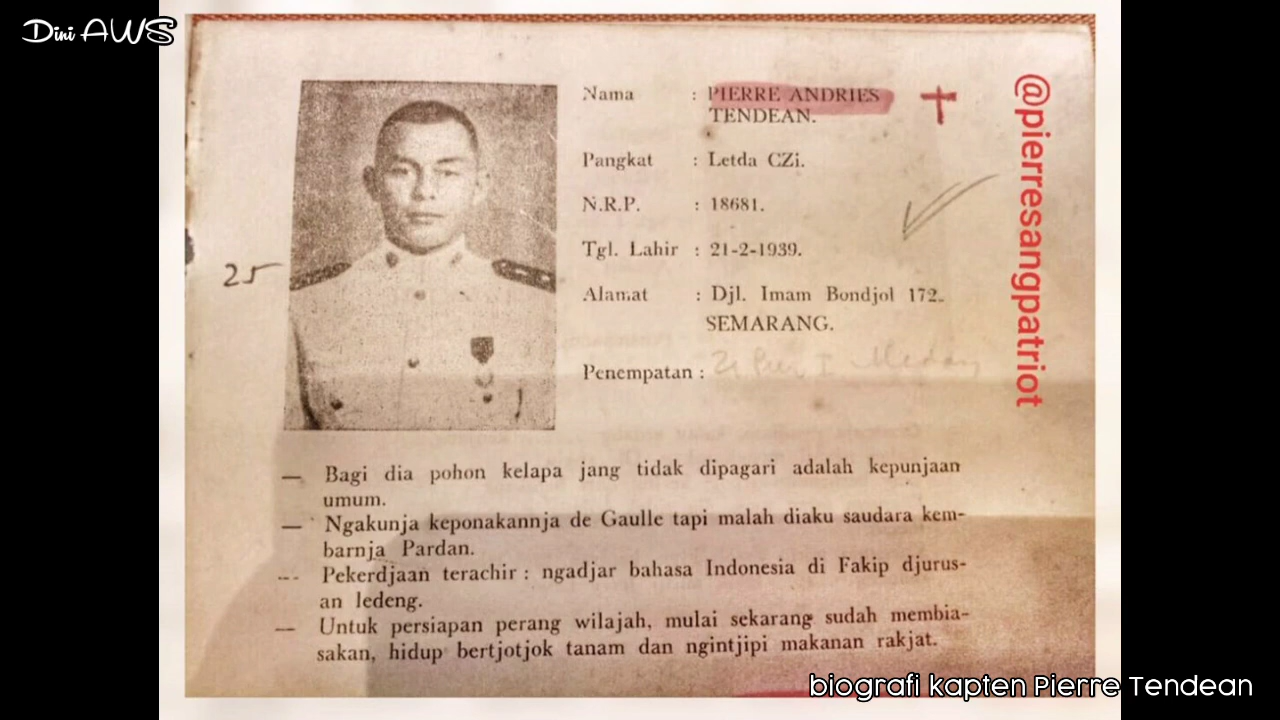 Dini AWS
Nama : PIERRE ANDRIES
TENDEAN.
Pangkat : Letda CZi.
N.R.P. : 18681.
25
Tgl. Lahir : 21-2-1939.
Alamat : Djl. Imam Bondjol 172.
SEMARANG.
Penempatan :
@pierresangpatriot
— Bagi dia pohon kelapa jang tidak dipagari adalah kepunjaan
umum.
— Ngakunja keponakannja de Gaulle tapi malah diaku saudara kem-
barnja Pardan.
--- Pekerdjaan terachir : ngadjar bahasa Indonesia di Fakip djurus-
an ledeng.
— Untuk persiapan perang wilajah, mulai sekarang sudah membia-
sakan, hidup bertjotjok tanam dan ngintjipi makanan rakjat.
biografi kapten Pierre Tendean